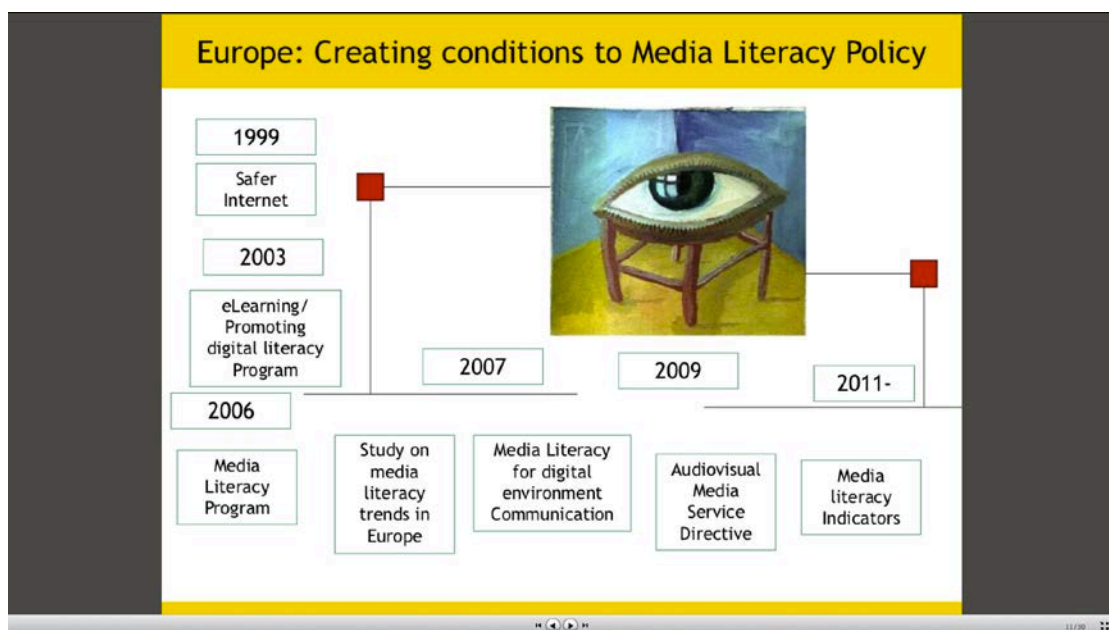 Europe: Creating conditions to Media Literacy Policy
1999
Safer
Internet
2003
eLearning/
Promoting
digital literacy
Program
2006
Media
Literacy
Program
2007
Study on
media
literacy
trends in
Europe
Media Literacy
for digital
environment
Communication
2009
Audiovisual
Media
Service
Directive
2011-
Media
literacy
Indicators
11/30